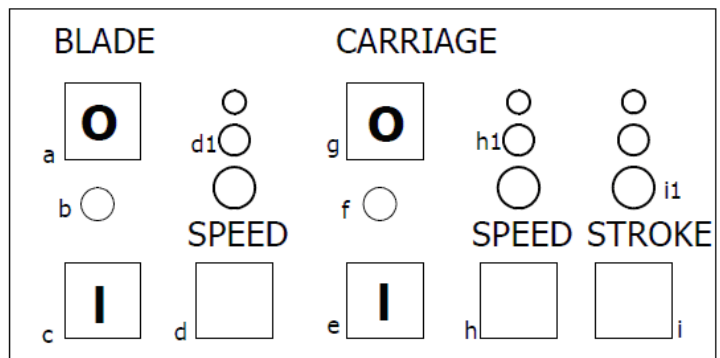 BLADE CARRIAGE
a O d1 g O h1
b f i1
SPEED SPEED STROKE
c I d e I h i